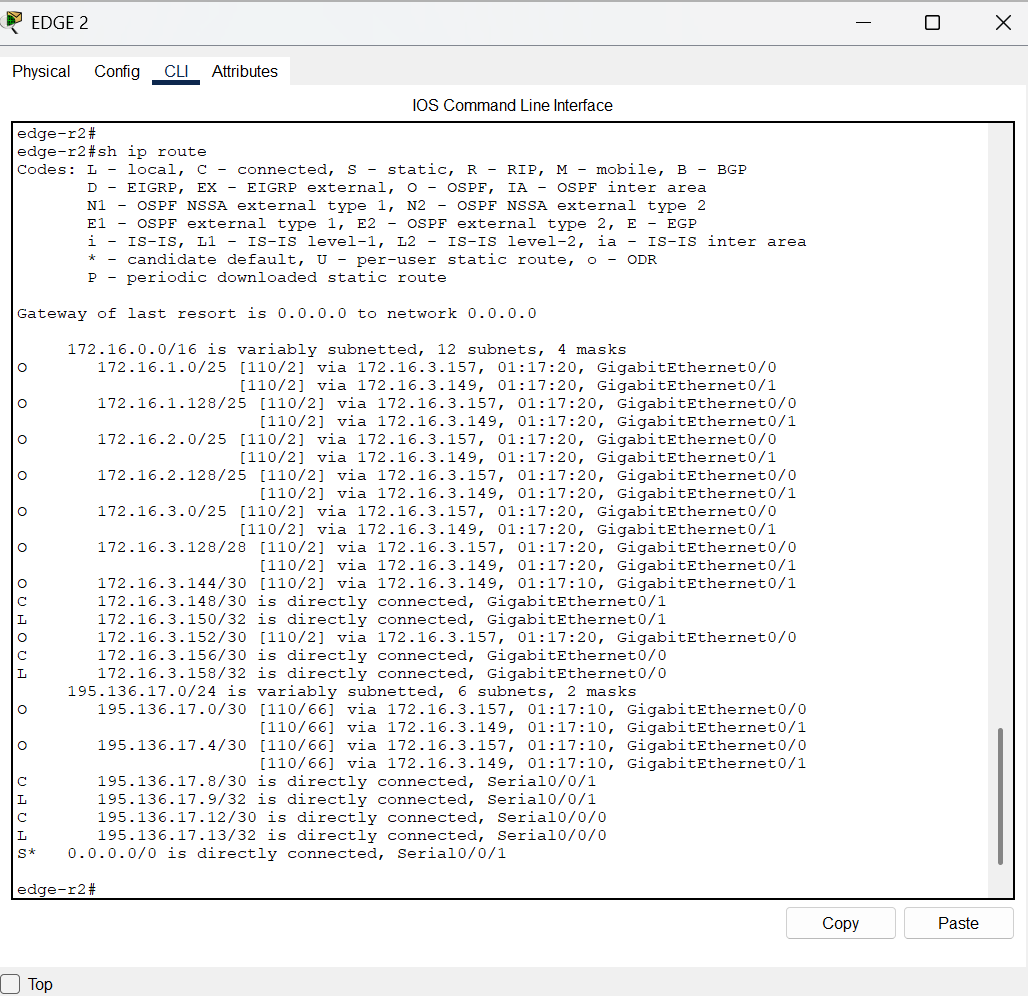 EDGE 2
Physical Config CLI Attributes
IOS Command Line Interface
edge-r2#
edge-r2#sh ip route
Codes: L - local, C - connected, S - static, R - RIP, M - mobile, B - BGP
D - EIGRP, EX - EIGRP external, O - OSPF, IA - OSPF inter area
N1 - OSPF NSSA external type 1, N2 - OSPF NSSA external type 2
E1 - OSPF external type 1, E2 - OSPF external type 2, E - EGP
i - IS-IS, L1 - IS-IS level-1, L2 - IS-IS level-2, ia - IS-IS inter area
* - candidate default, U - per-user static route, o - ODR
P - periodic downloaded static route
Gateway of last resort is 0.0.0.0 to network 0.0.0.0
172.16.0.0/16 is variably subnetted, 12 subnets, 4 masks
O 172.16.1.0/25 [110/2] via 172.16.3.157, 01:17:20, GigabitEthernet0/0
[110/2] via 172.16.3.149, 01:17:20, GigabitEthernet0/1
O 172.16.1.128/25 [110/2] via 172.16.3.157, 01:17:20, GigabitEthernet0/0
[110/2] via 172.16.3.149, 01:17:20, GigabitEthernet0/1
O 172.16.2.0/25 [110/2] via 172.16.3.157, 01:17:20, GigabitEthernet0/0
[110/2] via 172.16.3.149, 01:17:20, GigabitEthernet0/1
O 172.16.2.128/25 [110/2] via 172.16.3.157, 01:17:20, GigabitEthernet0/0
[110/2] via 172.16.3.149, 01:17:20, GigabitEthernet0/1
O 172.16.3.0/25 [110/2] via 172.16.3.157, 01:17:20, GigabitEthernet0/0
[110/2] via 172.16.3.149, 01:17:20, GigabitEthernet0/1
O 172.16.3.128/28 [110/2] via 172.16.3.157, 01:17:20, GigabitEthernet0/0
[110/2] via 172.16.3.149, 01:17:20, GigabitEthernet0/1
O 172.16.3.144/30 [110/2] via 172.16.3.149, 01:17:10, GigabitEthernet0/1
C 172.16.3.148/30 is directly connected, GigabitEthernet0/1
L 172.16.3.150/32 is directly connected, GigabitEthernet0/1
O 172.16.3.152/30 [110/2] via 172.16.3.157, 01:17:20, GigabitEthernet0/0
C 172.16.3.156/30 is directly connected, GigabitEthernet0/0
L 172.16.3.158/32 is directly connected, GigabitEthernet0/0
195.136.17.0/24 is variably subnetted, 6 subnets, 2 masks
O 195.136.17.0/30 [110/66] via 172.16.3.157, 01:17:10, GigabitEthernet0/0
[110/66] via 172.16.3.149, 01:17:10, GigabitEthernet0/1
O 195.136.17.4/30 [110/66] via 172.16.3.157, 01:17:10, GigabitEthernet0/0
[110/66] via 172.16.3.149, 01:17:10, GigabitEthernet0/1
C 195.136.17.8/30 is directly connected, Serial0/0/1
L 195.136.17.9/32 is directly connected, Serial0/0/1
C 195.136.17.12/30 is directly connected, Serial0/0/0
L 195.136.17.13/32 is directly connected, Serial0/0/0
S* 0.0.0.0/0 is directly connected, Serial0/0/1
edge-r2#
Copy Paste
Top